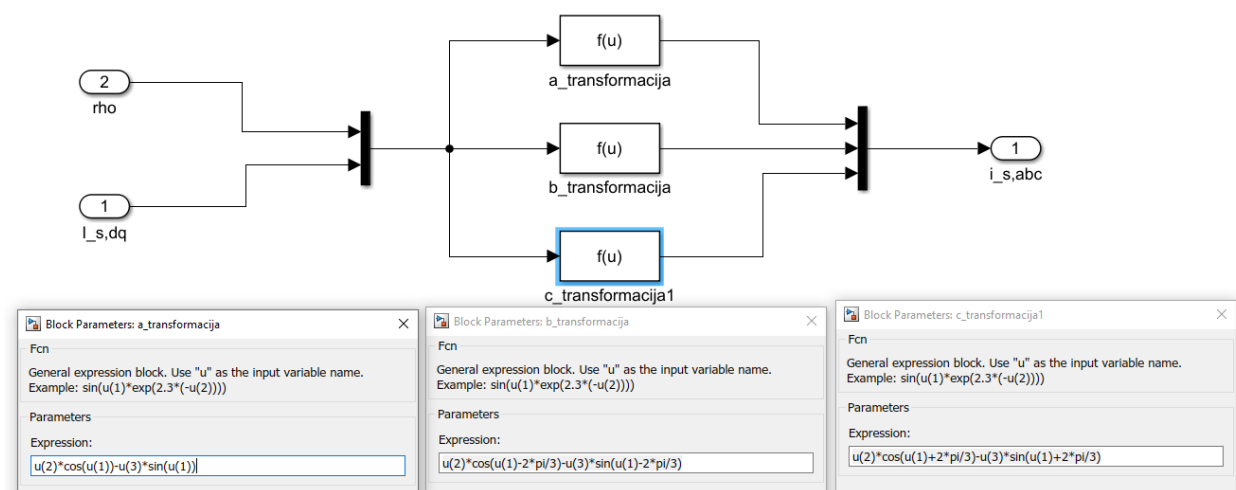 f(u)
a_transformacija
2
rho
f(u)
b_transformacija
1
i_s,abc
1
I_s,dq
f(u)
c_transformacija1
Block Parameters: a_transformacija
Fcn
General expression block. Use "u" as the input variable name.
Example: sin(u(1)*exp(2.3*(-u(2))))
Parameters
Expression:
u(2)*cos(u(1))-u(3)*sin(u(1))
Block Parameters: b_transformacija
Fcn
General expression block. Use "u" as the input variable name.
Example: sin(u(1)*exp(2.3*(-u(2))))
Parameters
Expression:
u(2)*cos(u(1)-2*pi/3)-u(3)*sin(u(1)-2*pi/3)
Block Parameters: c_transformacija1
Fcn
General expression block. Use "u" as the input variable name.
Example: sin(u(1)*exp(2.3*(-u(2))))
Parameters
Expression:
u(2)*cos(u(1)+2*pi/3)-u(3)*sin(u(1)+2*pi/3)